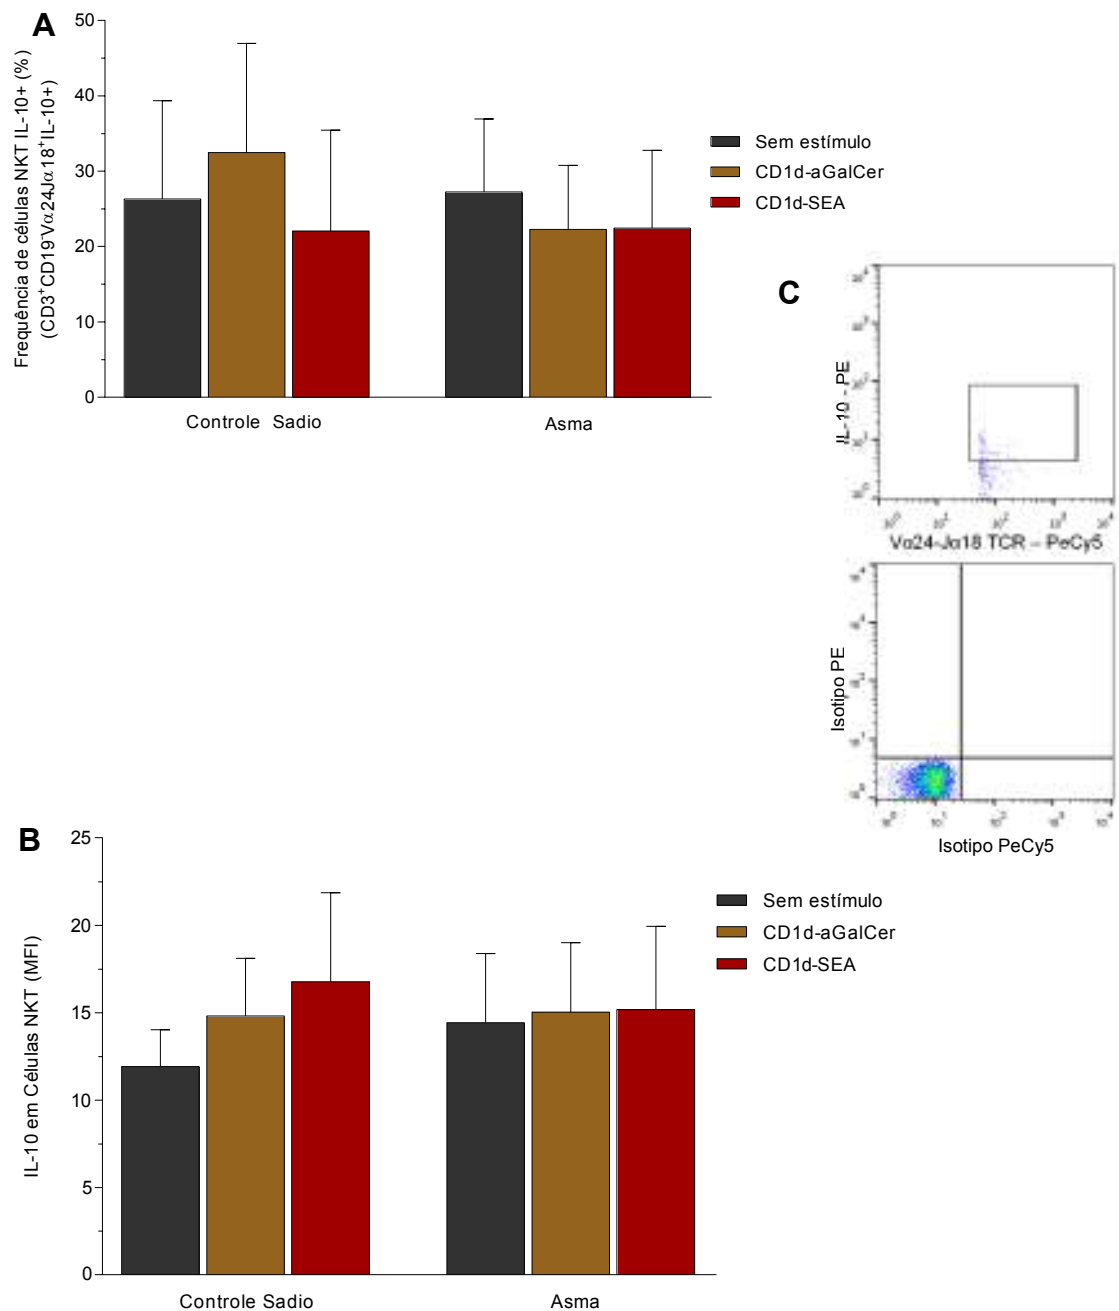 A
Frequência de células NKT IL-10+ (%)
(CD3⁺CD19⁻Vα24Jα18⁺IL-10+)
50
40
30
20
10
0
Controle Sadio
Asma
Sem estímulo
CD1d-aGalCer
CD1d-SEA
C
IL-10 - PE
Vα24-Jα18 TCR – PeCy5
Isotipo PE
Isotipo PeCy5
B
IL-10 em Células NKT (MFI)
25
20
15
10
5
0
Controle Sadio
Asma
Sem estímulo
CD1d-aGalCer
CD1d-SEA